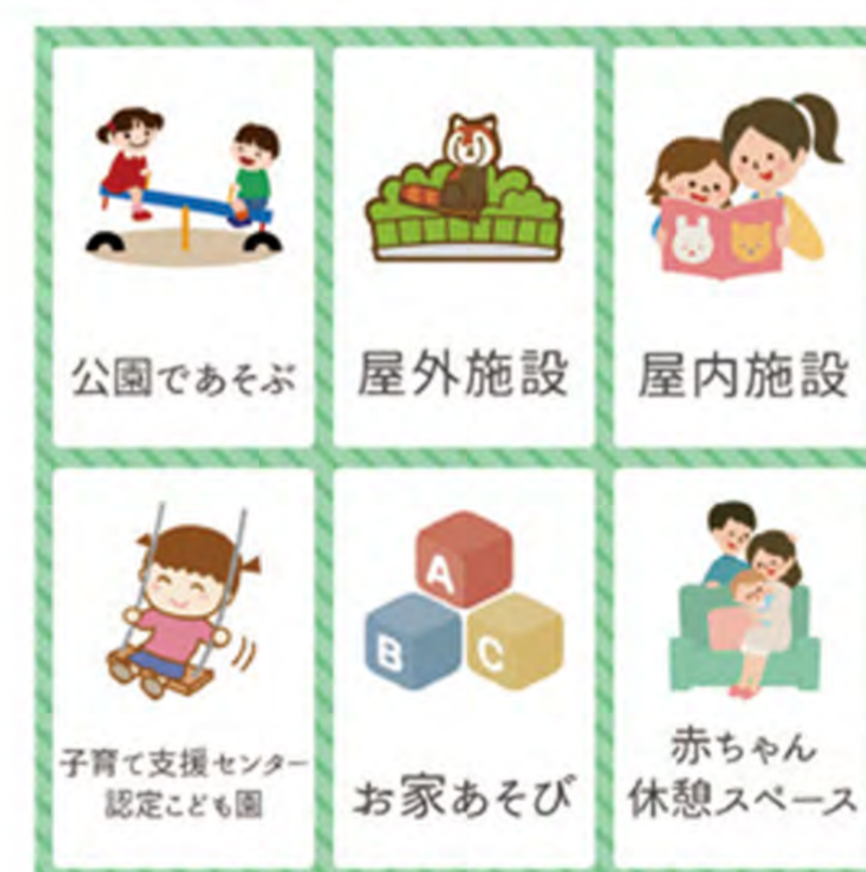 公園であそぶ
屋外施設
屋内施設
A
B C
子育て支援センター
認定こども園
お家あそび
赤ちゃん
休憩スペース